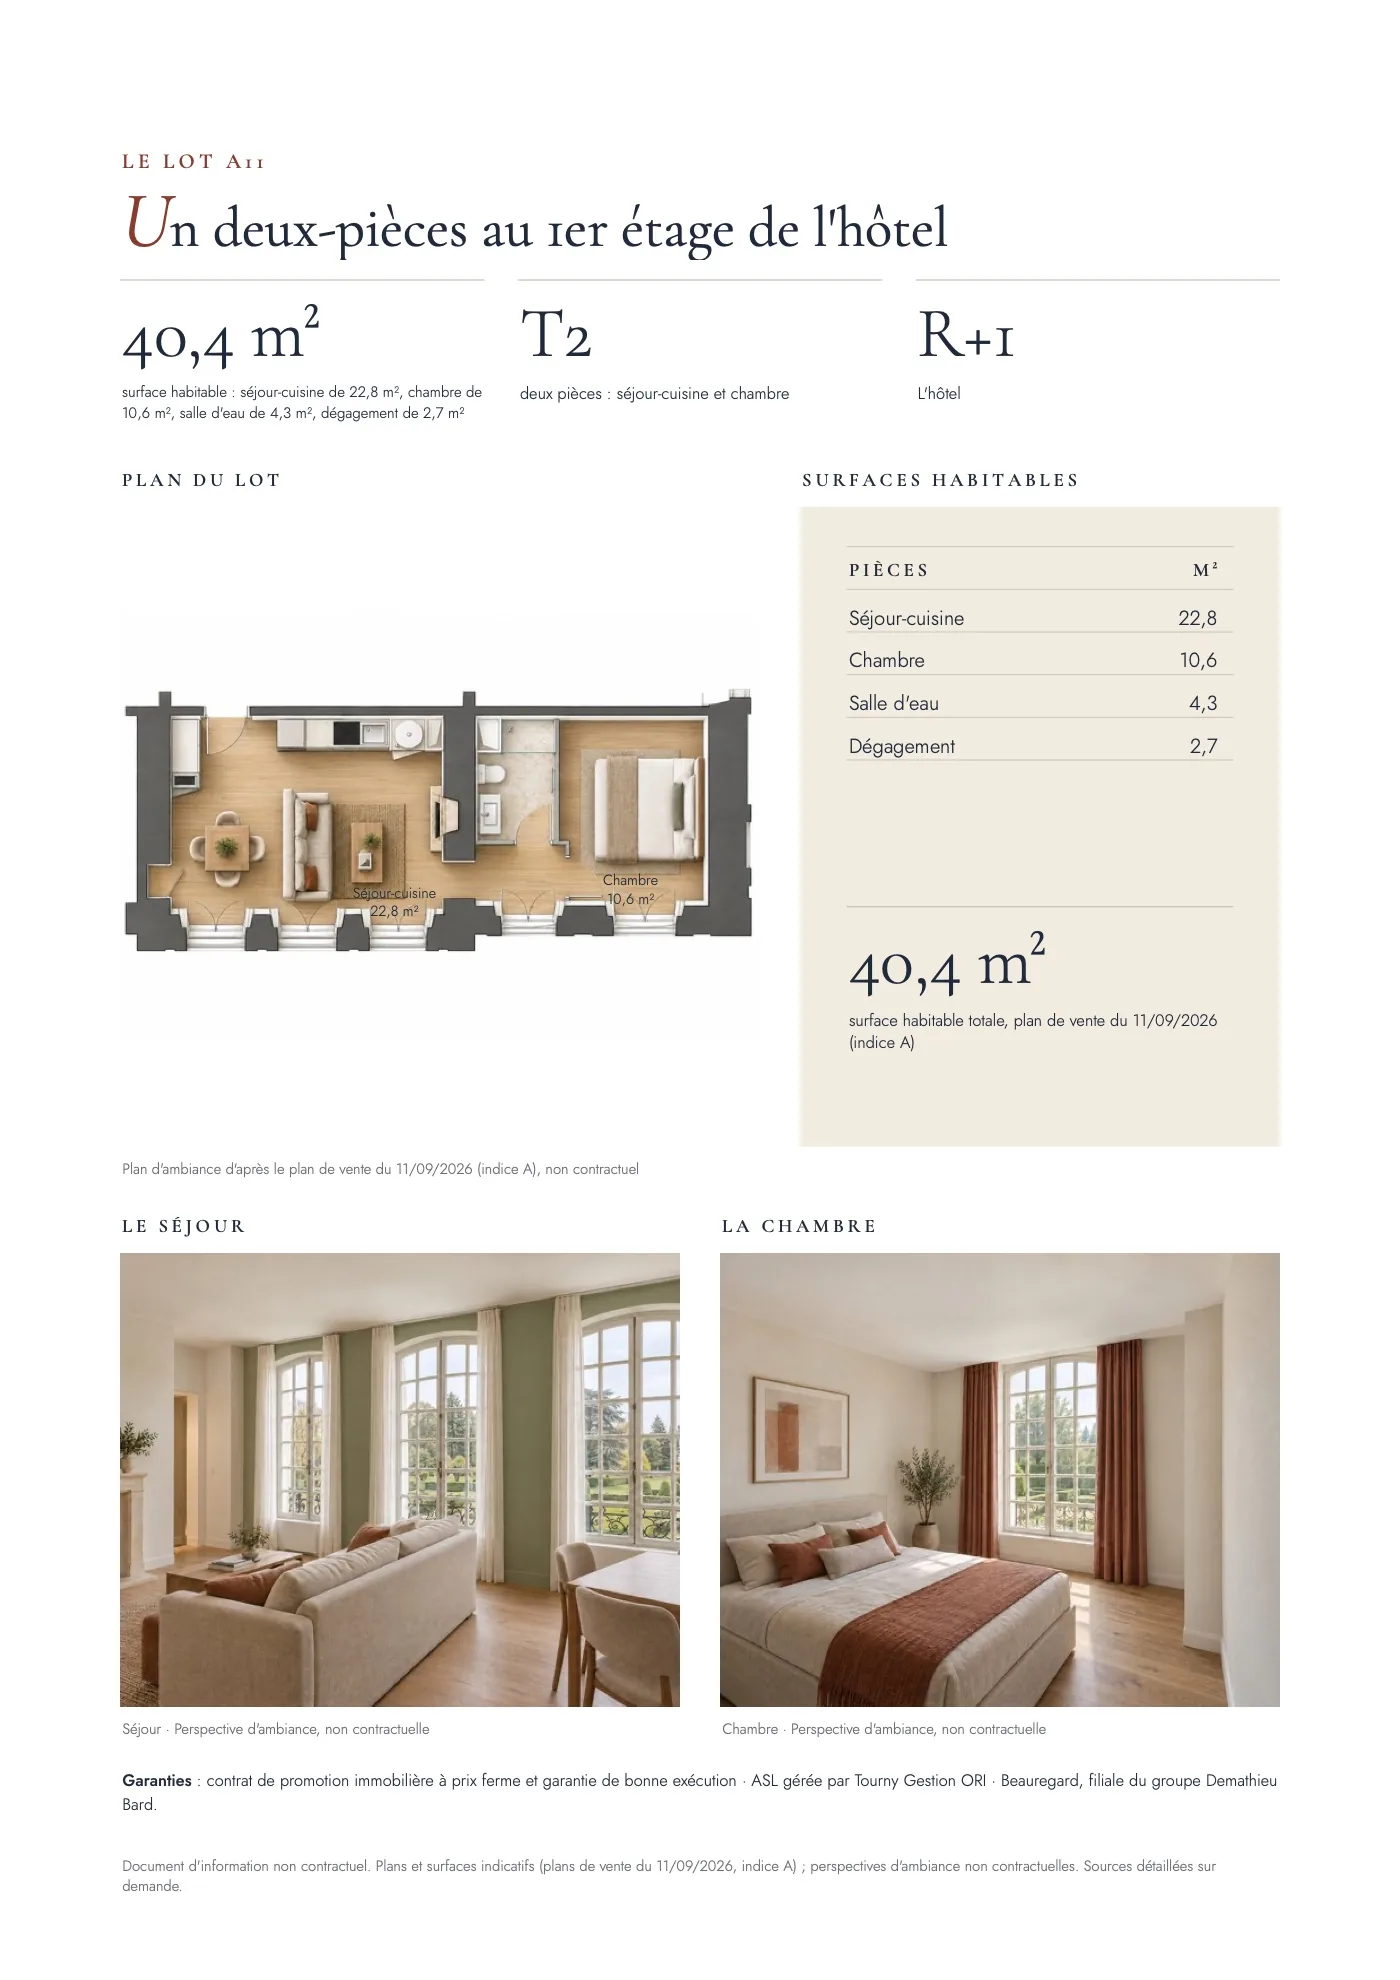 LE LOT A11
Un deux-pièces au 1er étage de l'hôtel
40,4 m²
surface habitable : séjour-cuisine de 22,8 m², chambre de
10,6 m², salle d'eau de 4,3 m², dégagement de 2,7 m²
T2
deux pièces : séjour-cuisine et chambre
R+1
L'hôtel
PLAN DU LOT
Séjour-cuisine
22,8 m²
Chambre
10,6 m²
Plan d'ambiance d'après le plan de vente du 11/09/2026 (indice A), non contractuel
SURFACES HABITABLES
PIÈCES M²
Séjour-cuisine 22,8
Chambre 10,6
Salle d'eau 4,3
Dégagement 2,7
40,4 m²
surface habitable totale, plan de vente du 11/09/2026
(indice A)
LE SÉJOUR
Séjour · Perspective d'ambiance, non contractuelle
LA CHAMBRE
Chambre · Perspective d'ambiance, non contractuelle
Garanties : contrat de promotion immobilière à prix ferme et garantie de bonne exécution · ASL gérée par Tourny Gestion ORI · Beauregard, filiale du groupe Demathieu
Bard.
Document d'information non contractuel. Plans et surfaces indicatifs (plans de vente du 11/09/2026, indice A) ; perspectives d'ambiance non contractuelles. Sources détaillées sur
demande.